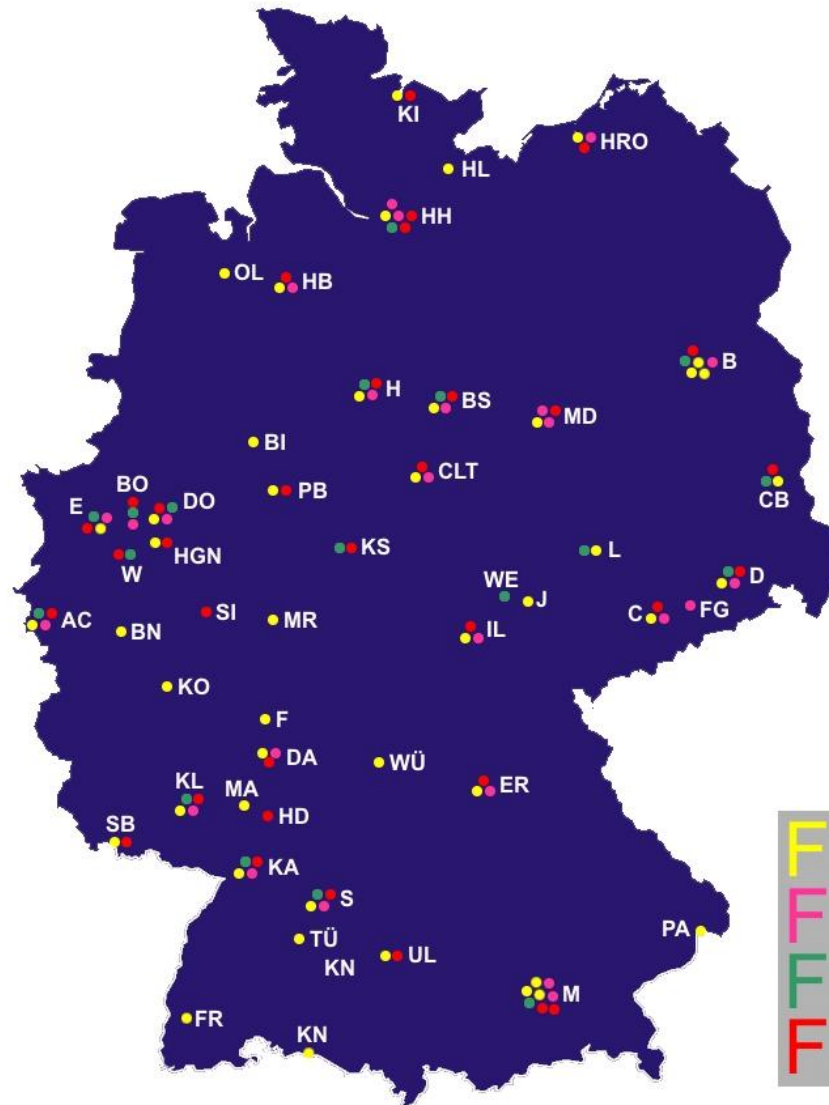 KI
HRO
HL
HH
OL
HB
B
H
BS
MD
BI
CLT
PB
CB
BO
E
DO
HGN
W
KS
L
WE
J
D
FG
C
IL
SI
MR
AC
BN
KO
F
DA
WÜ
KL
MA
ER
HD
SB
F
KA
F
S
PA
TÜ
KN
UL
F
M
FR
KN
F